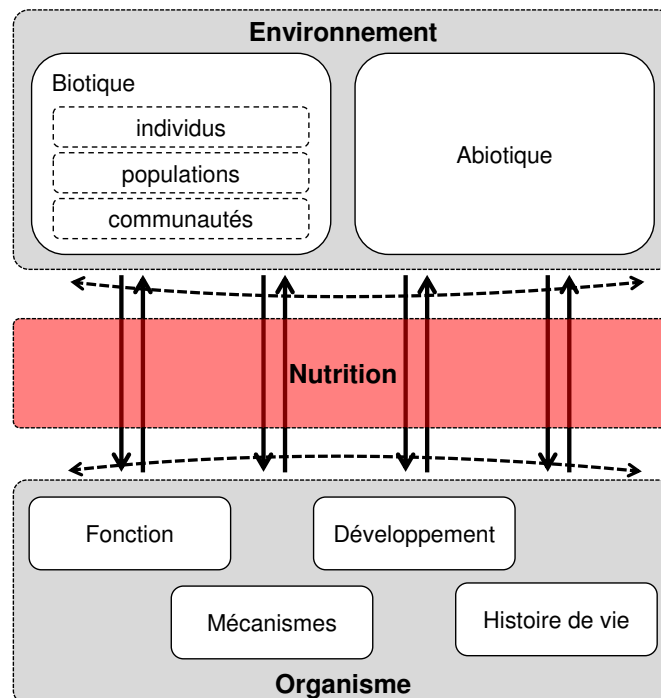 Environnement
Biotique
individus
populations
communautés
Abiotique
Nutrition
Fonction
Développement
Mécanismes
Histoire de vie
Organisme